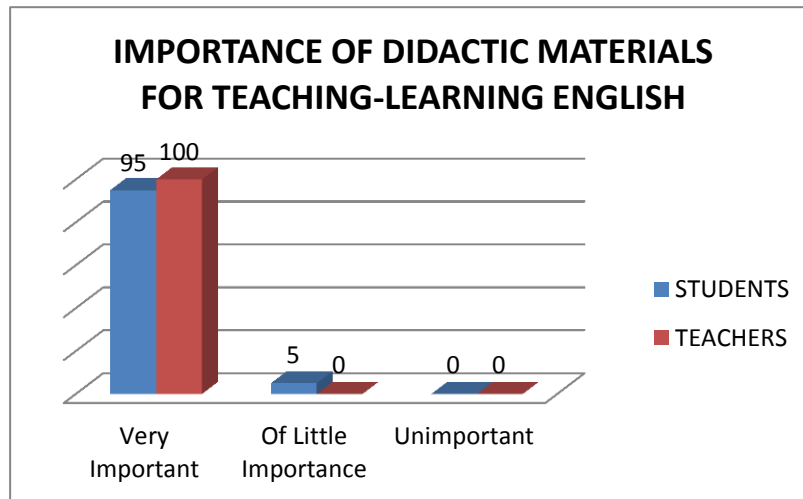 IMPORTANCE OF DIDACTIC MATERIALS
FOR TEACHING-LEARNING ENGLISH
95 100
5 0
0 0
STUDENTS
TEACHERS
Very Important
Of Little Importance
Unimportant